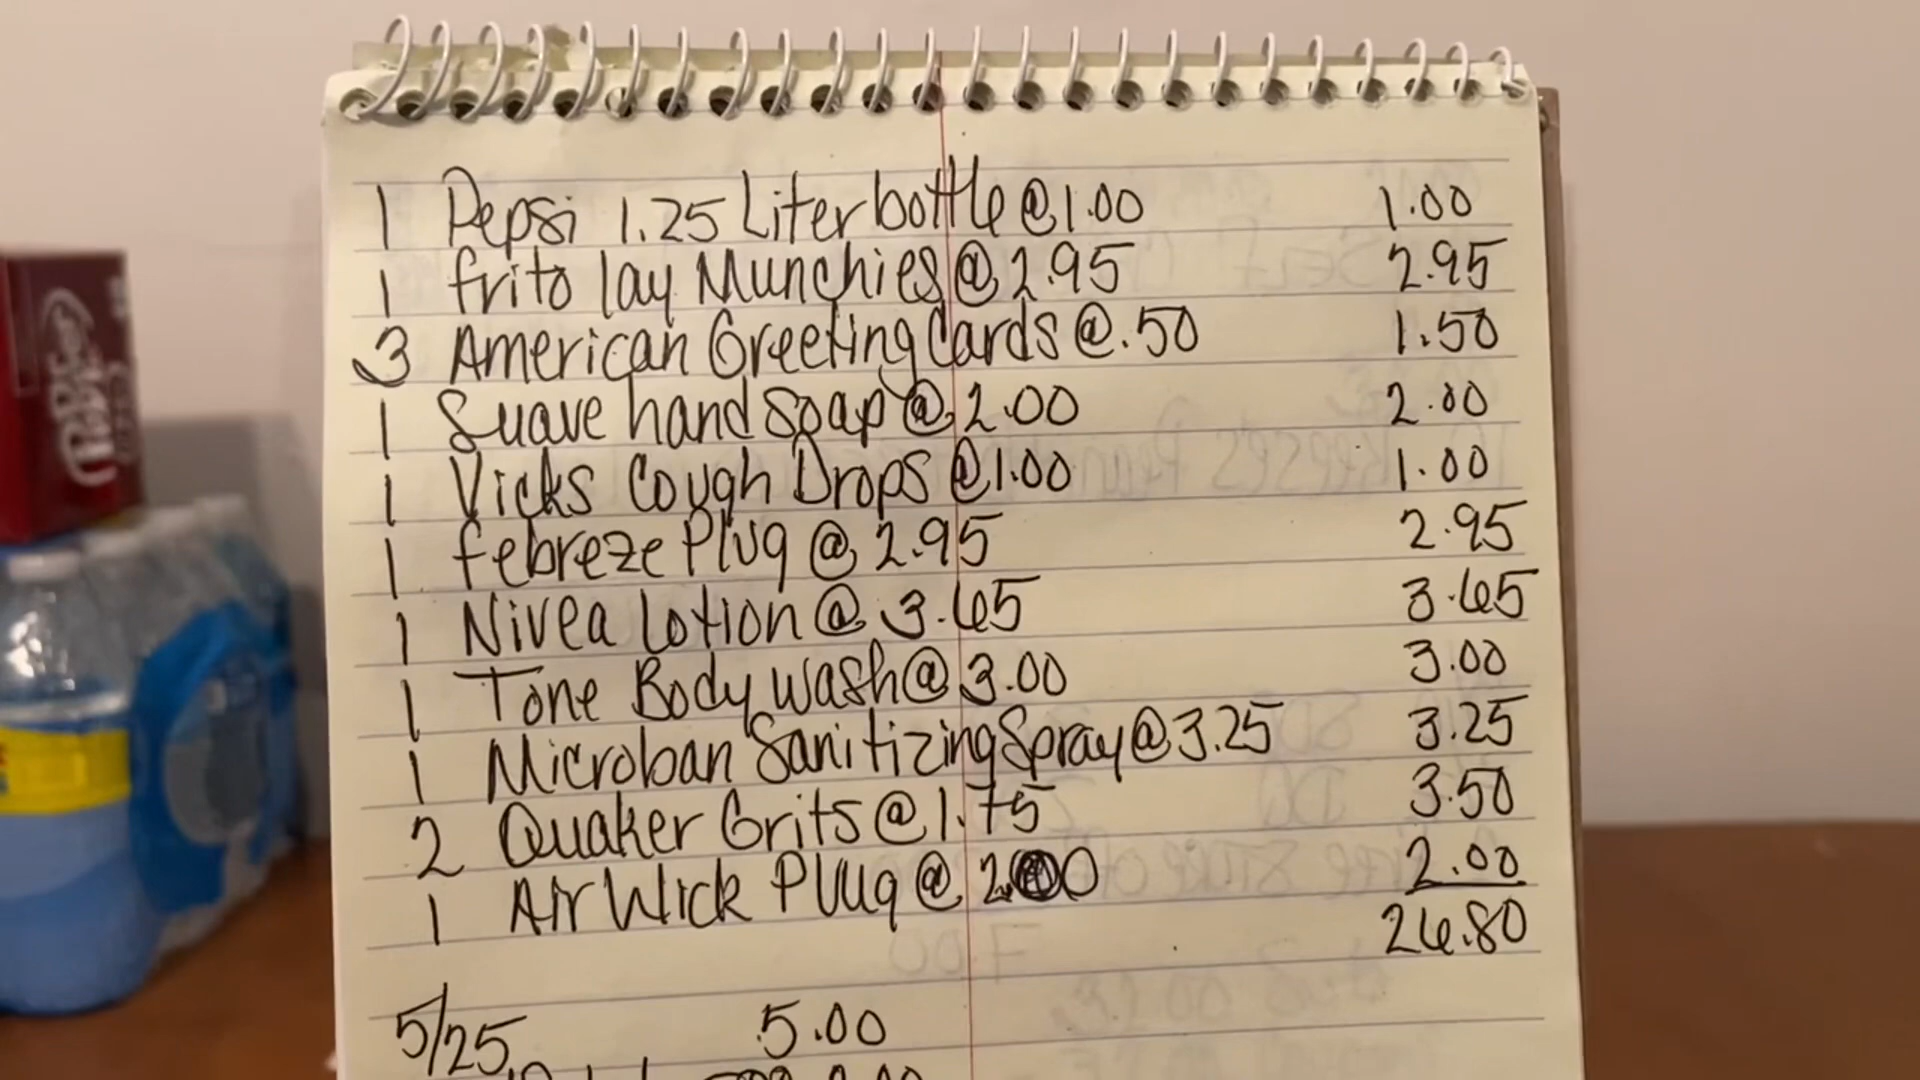 1 Pepsi 1.25 Liter bottle @ 1.00 1.00
1 frito lay Munchies @ 2.95 2.95
3 American Greeting Cards @ .50 1.50
1 Suave hand soap @ 2.00 2.00
1 Vicks Cough Drops @ 1.00 1.00
1 febreze Plug @ 2.95 2.95
1 Nivea lotion @ 3.65 3.65
1 Tone Body wash @ 3.00 3.00
1 Microban Sanitizing Spray @ 3.25 3.25
2 Quaker Grits @ 1.75 3.50
1 Air Wick Plug @ 2.00 2.00
26.80
5/25 5.00
Dr Pepper